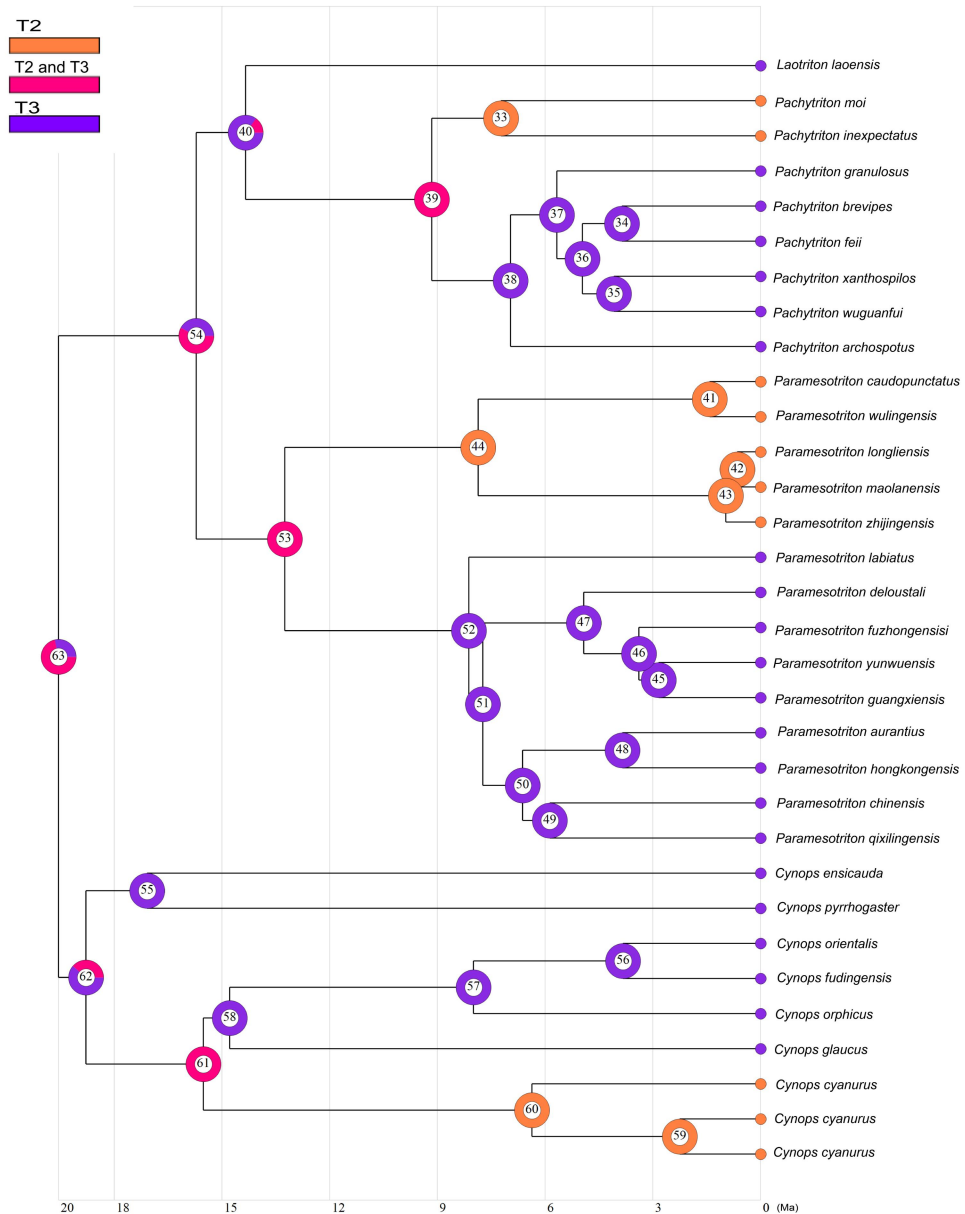 T2
T2 and T3
T3
Laotriton laoensis
Pachytriton moi
33
40
Pachytriton inexpectatus
Pachytriton granulosus
39
Pachytriton brevipes
37
34
Pachytriton feii
36
Pachytriton xanthospilos
38
35
Pachytriton wuguanfui
54
Pachytriton archospotus
Paramesotriton caudopunctatus
41
Paramesotriton wulingensis
44
Paramesotriton longliensis
42
Paramesotriton maolanensis
43
Paramesotriton zhijingensis
53
Paramesotriton labiatus
Paramesotriton deloustali
47
52
Paramesotriton fuzhongensisi
63
46
Paramesotriton yunwuensis
45
Paramesotriton guangxiensis
51
Paramesotriton aurantius
48
Paramesotriton hongkongensis
50
Paramesotriton chinensis
49
Paramesotriton qixilingensis
Cynops ensicauda
55
Cynops pyrrhogaster
Cynops orientalis
56
62
Cynops fudingensis
57
Cynops orphicus
58
Cynops glaucus
61
Cynops cyanurus
60
Cynops cyanurus
59
Cynops cyanurus
20 18 15 9 6 3 0 (Ma)